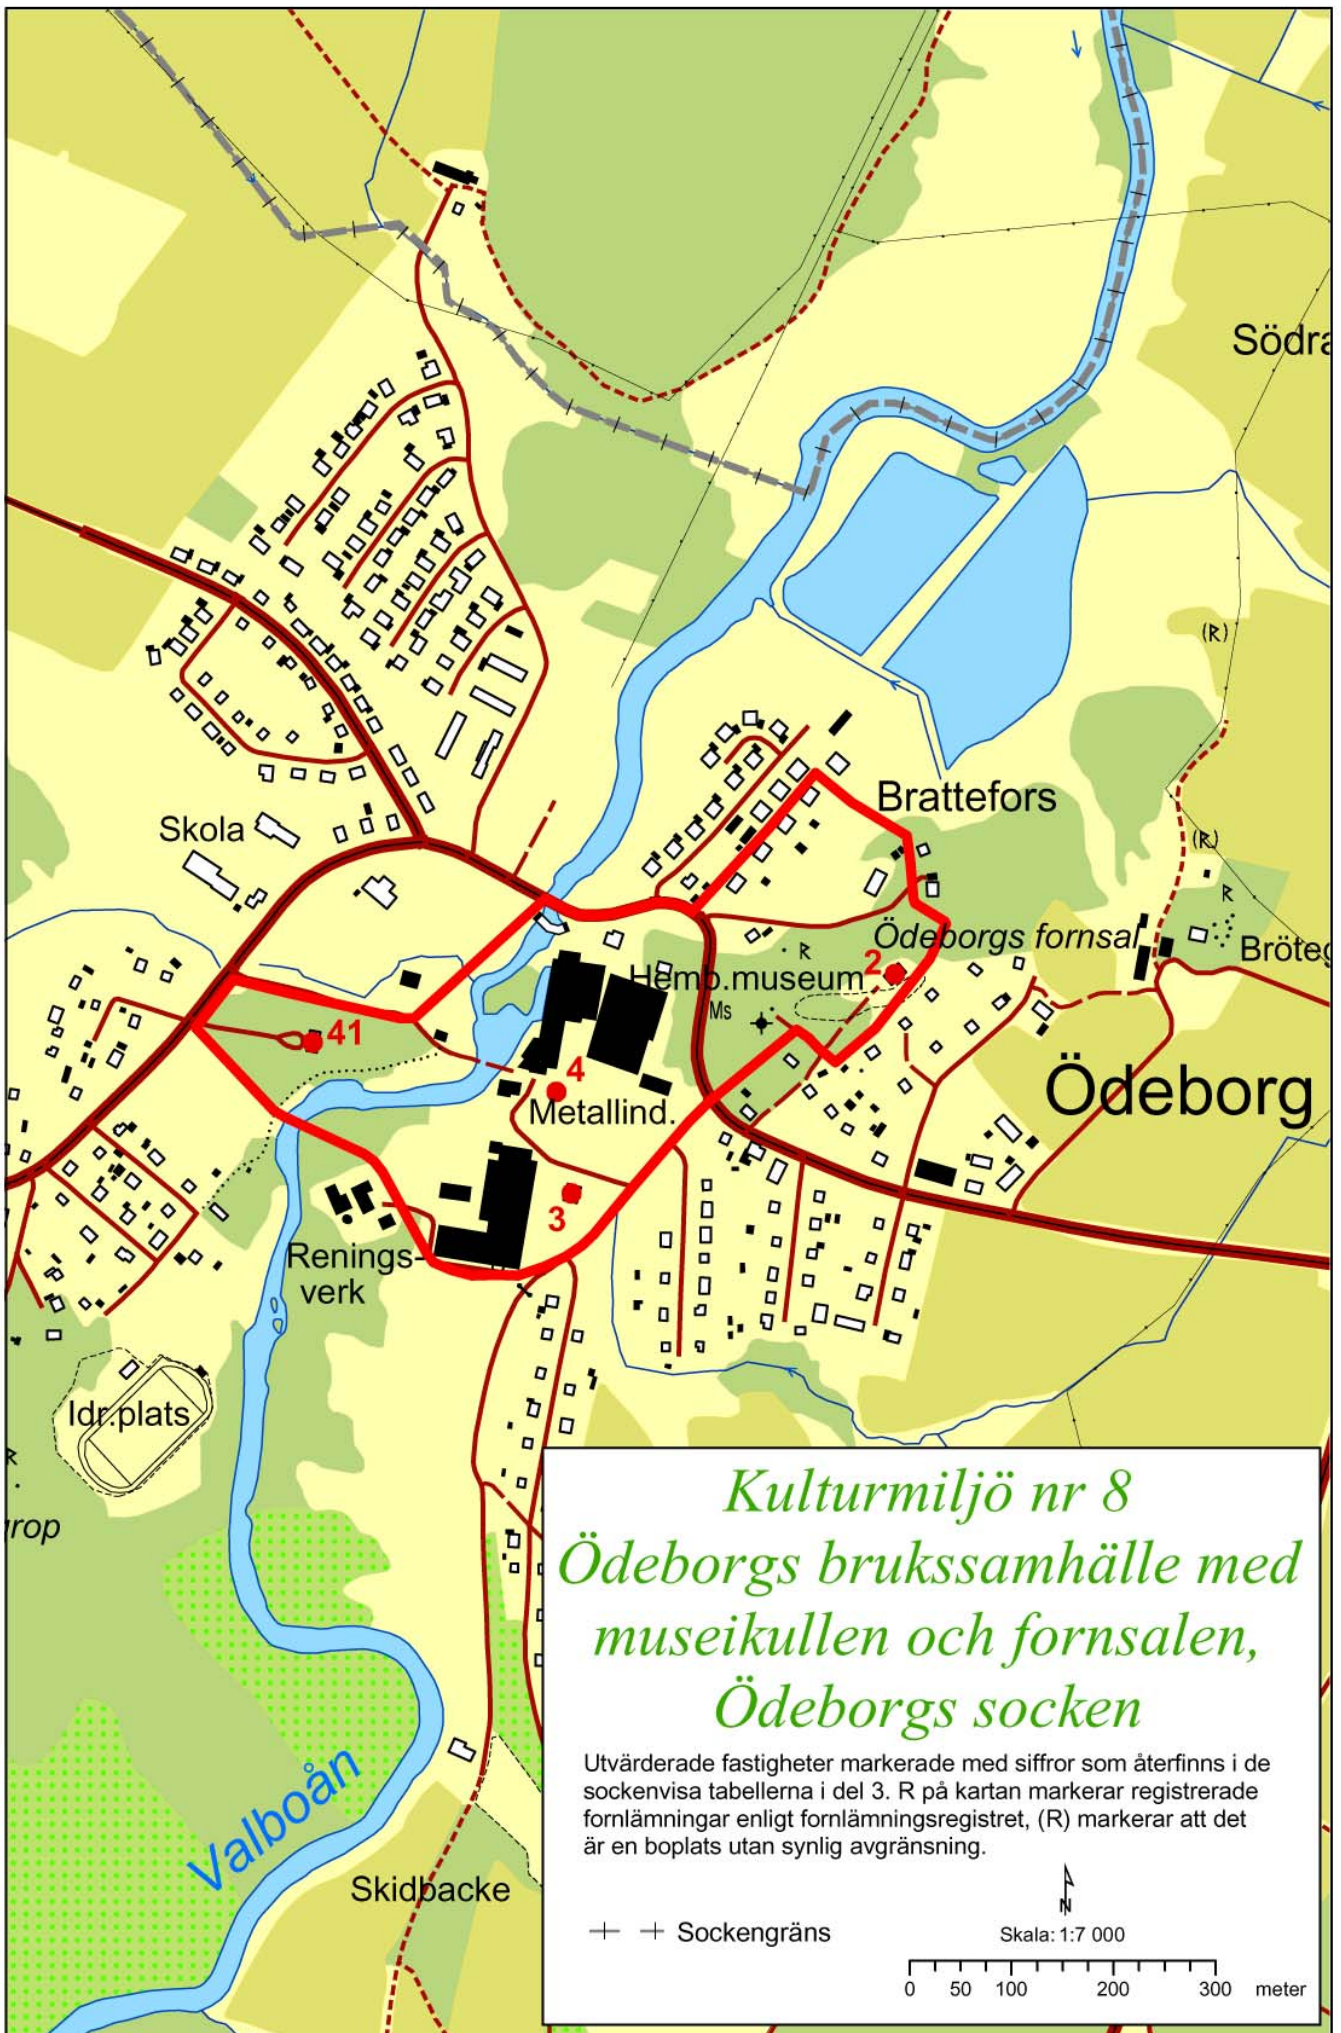 Södra
(R)
Brattefors
Skola
(R)
R
Ödeborgs fornsal
R
Bröteg
2
Hemb.museum
Ms
41
4
Ödeborg
Metallind.
3
Renings-
verk
Idr.plats
R
rop
Kulturmiljö nr 8
Ödeborgs brukssamhälle med
museikullen och fornsalen,
Ödeborgs socken
Utvärderade fastigheter markerade med siffror som återfinns i de
sockenvisa tabellerna i del 3. R på kartan markerar registrerade
fornlämningar enligt fornlämningsregistret, (R) markerar att det
är en boplats utan synlig avgränsning.
Valboån
Skidbacke
N
Sockengräns
Skala: 1:7 000
0 50 100 200 300 meter